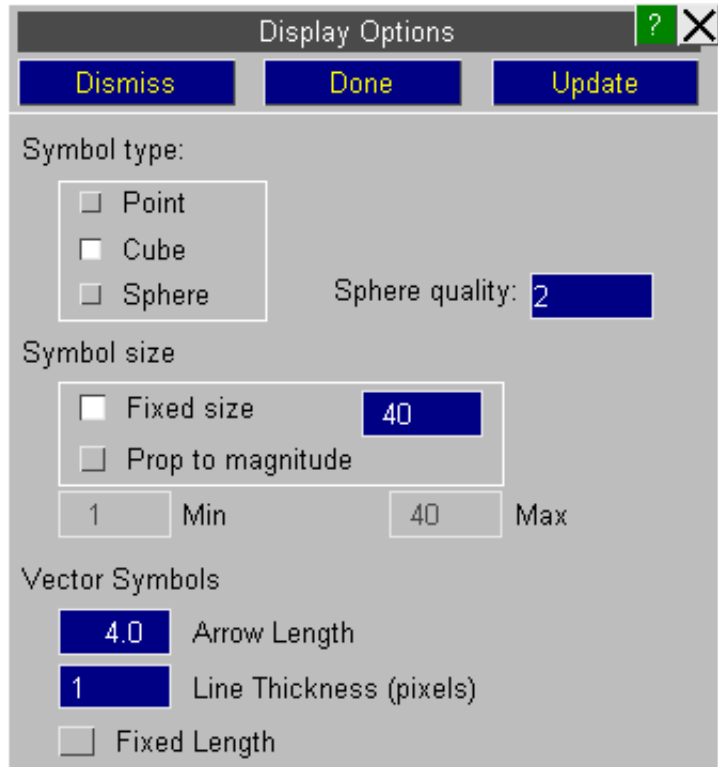 Display Options ?
Dismiss Done Update
Symbol type:
Point
Cube
Sphere Sphere quality: 2
Symbol size
Fixed size 40
Prop to magnitude
1 Min 40 Max
Vector Symbols
4.0 Arrow Length
1 Line Thickness (pixels)
Fixed Length